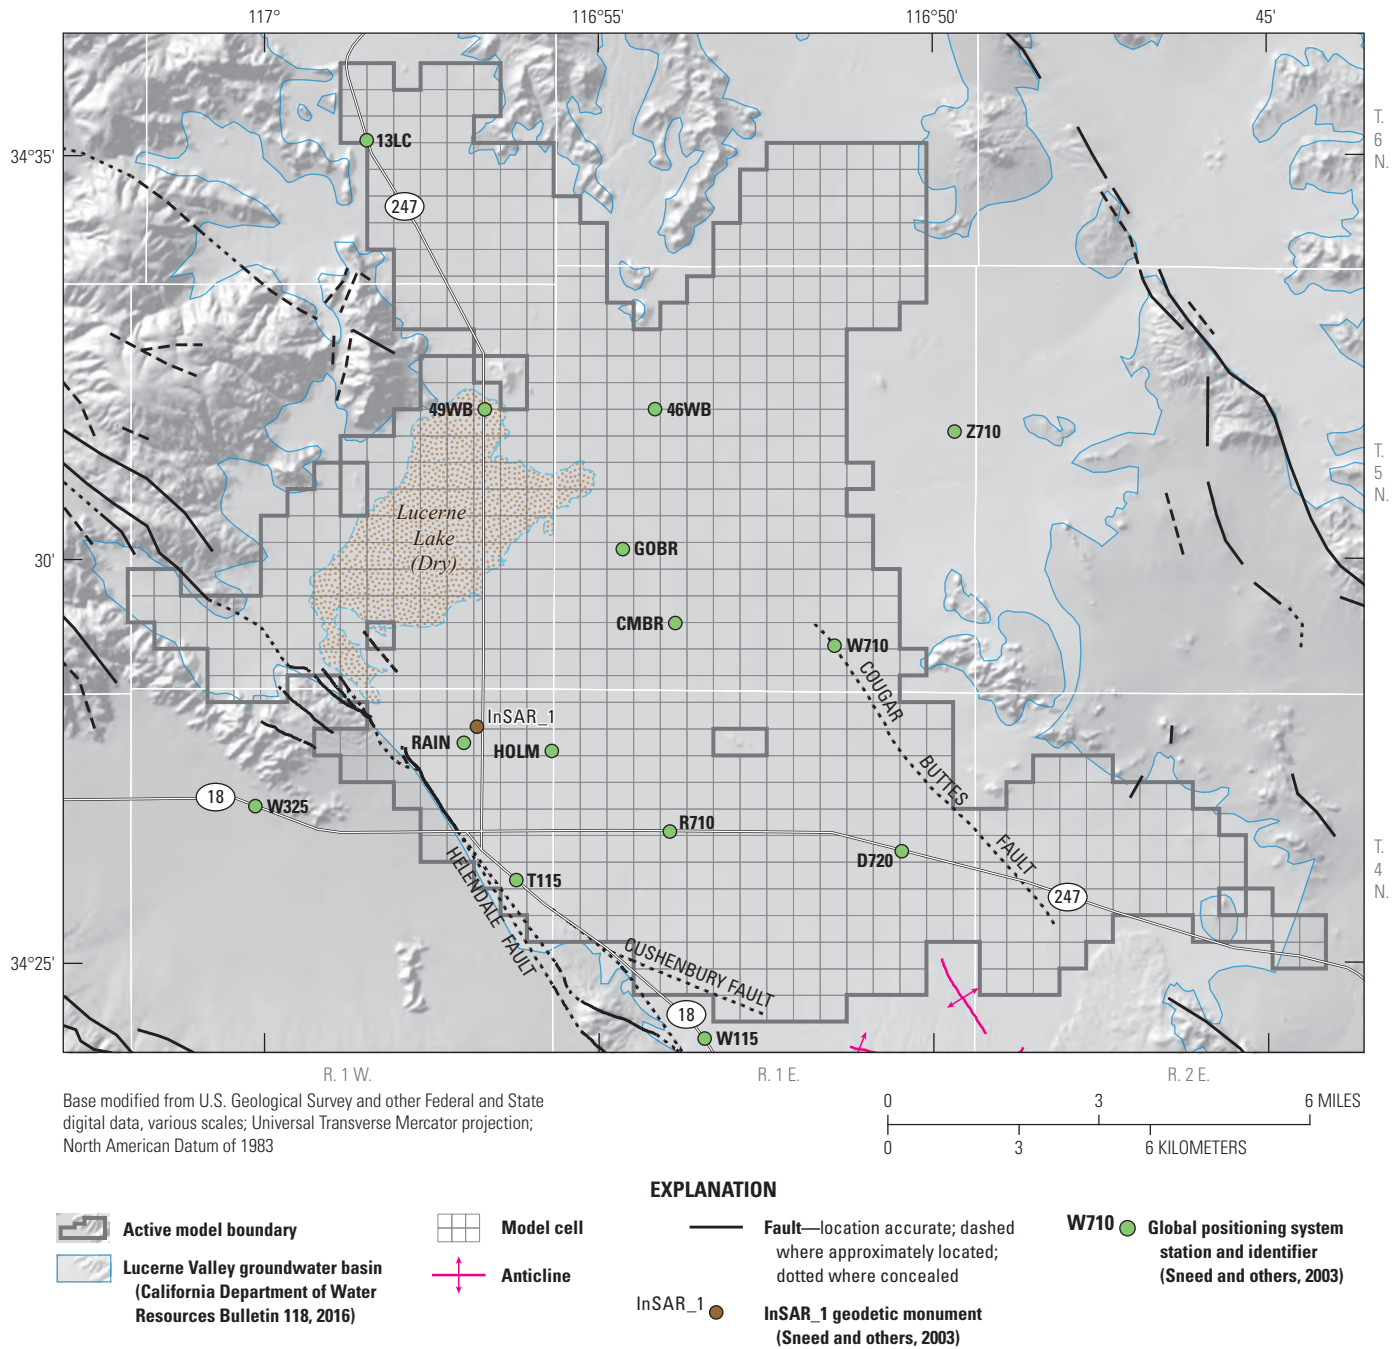 117°
116°55'
116°50'
45'
34°35'
30'
34°25'
T.
6
N.
T.
5
N.
T.
4
N.
13LC
247
49WB
46WB
Z710
Lucerne
Lake
(Dry)
GOBR
CMBR
W710
COUGAR
BUTTES
FAULT
InSAR_1
RAIN
HOLM
18
W325
R710
D720
247
T115
HELENDALE FAULT
CUSHENBURY FAULT
18
W115
R. 1 W.
R. 1 E.
R. 2 E.
Base modified from U.S. Geological Survey and other Federal and State
digital data, various scales; Universal Transverse Mercator projection;
North American Datum of 1983
0 3 6 MILES
0 3 6 KILOMETERS
EXPLANATION
Active model boundary
Lucerne Valley groundwater basin
(California Department of Water
Resources Bulletin 118, 2016)
Model cell
Anticline
Fault—location accurate; dashed
where approximately located;
dotted where concealed
InSAR_1
InSAR_1 geodetic monument
(Sneed and others, 2003)
W710
Global positioning system
station and identifier
(Sneed and others, 2003)